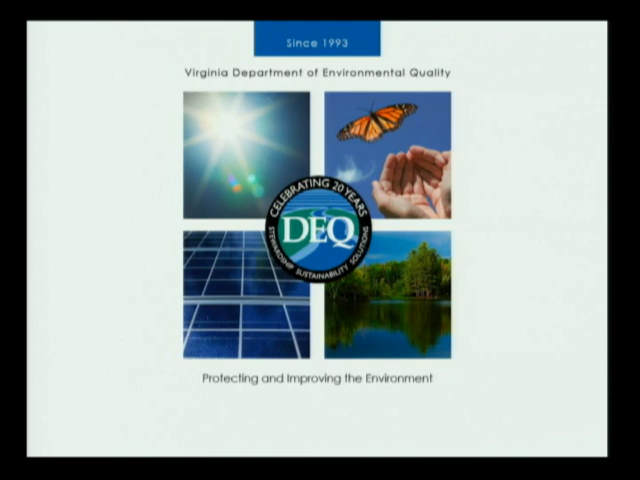 Since 1993
Virginia Department of Environmental Quality
CELEBRATING 20 YEARS
DEQ
STEWARDSHIP SUSTAINABILITY SOLUTIONS
Protecting and Improving the Environment